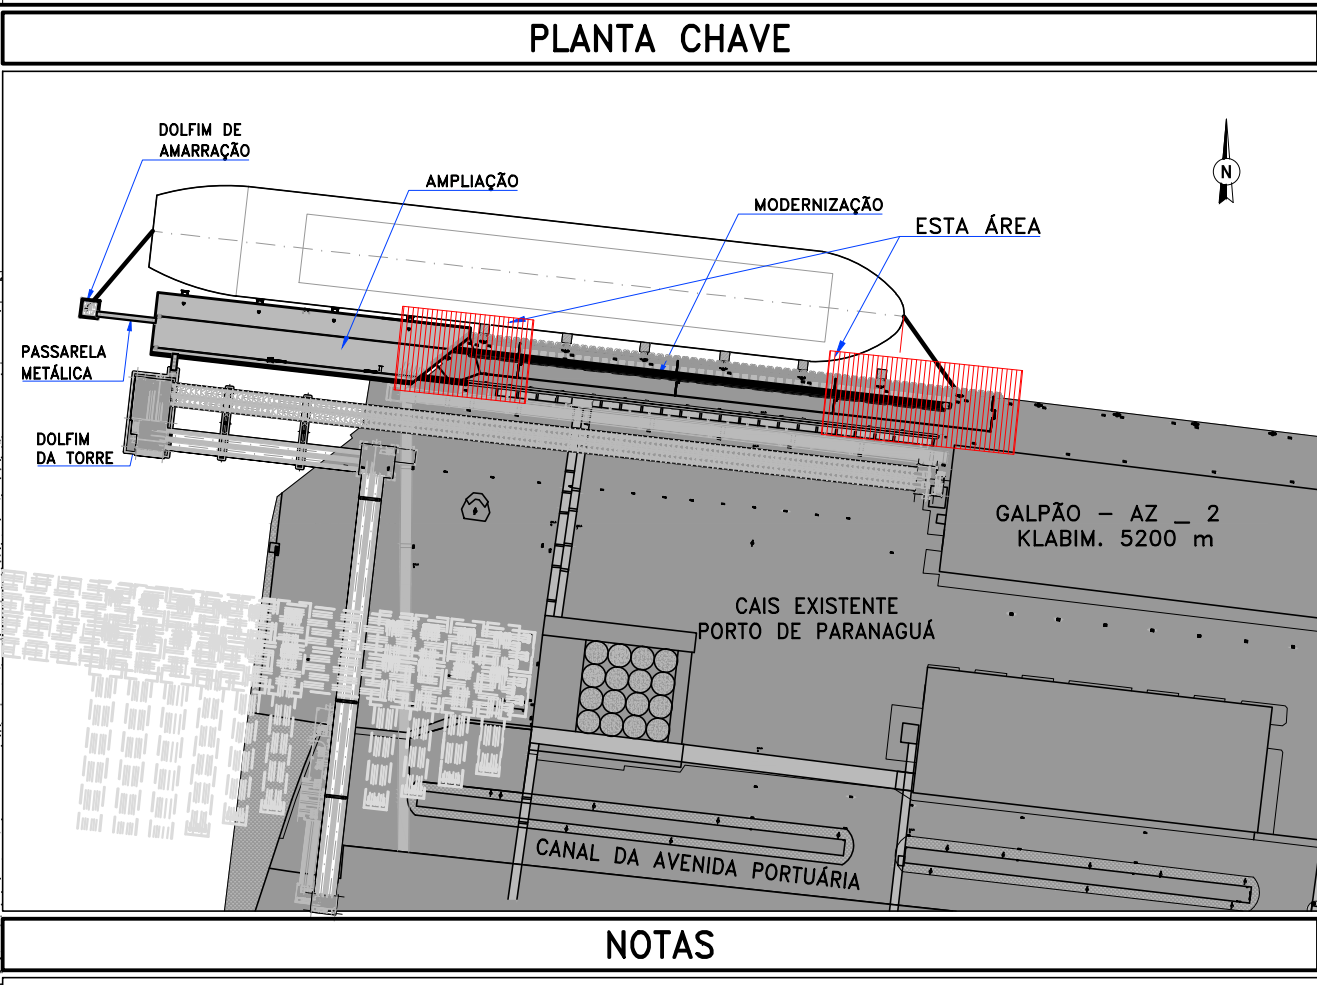 PLANTA CHAVE
DOLFIM DE
AMARRAÇÃO
AMPLIAÇÃO
MODERNIZAÇÃO
ESTA ÁREA
N
PASSARELA
METÁLICA
DOLFIM
DA TORRE
GALPÃO – AZ _ 2
KLABIM. 5200 m
CAIS EXISTENTE
PORTO DE PARANAGUÁ
CANAL DA AVENIDA PORTUÁRIA
NOTAS